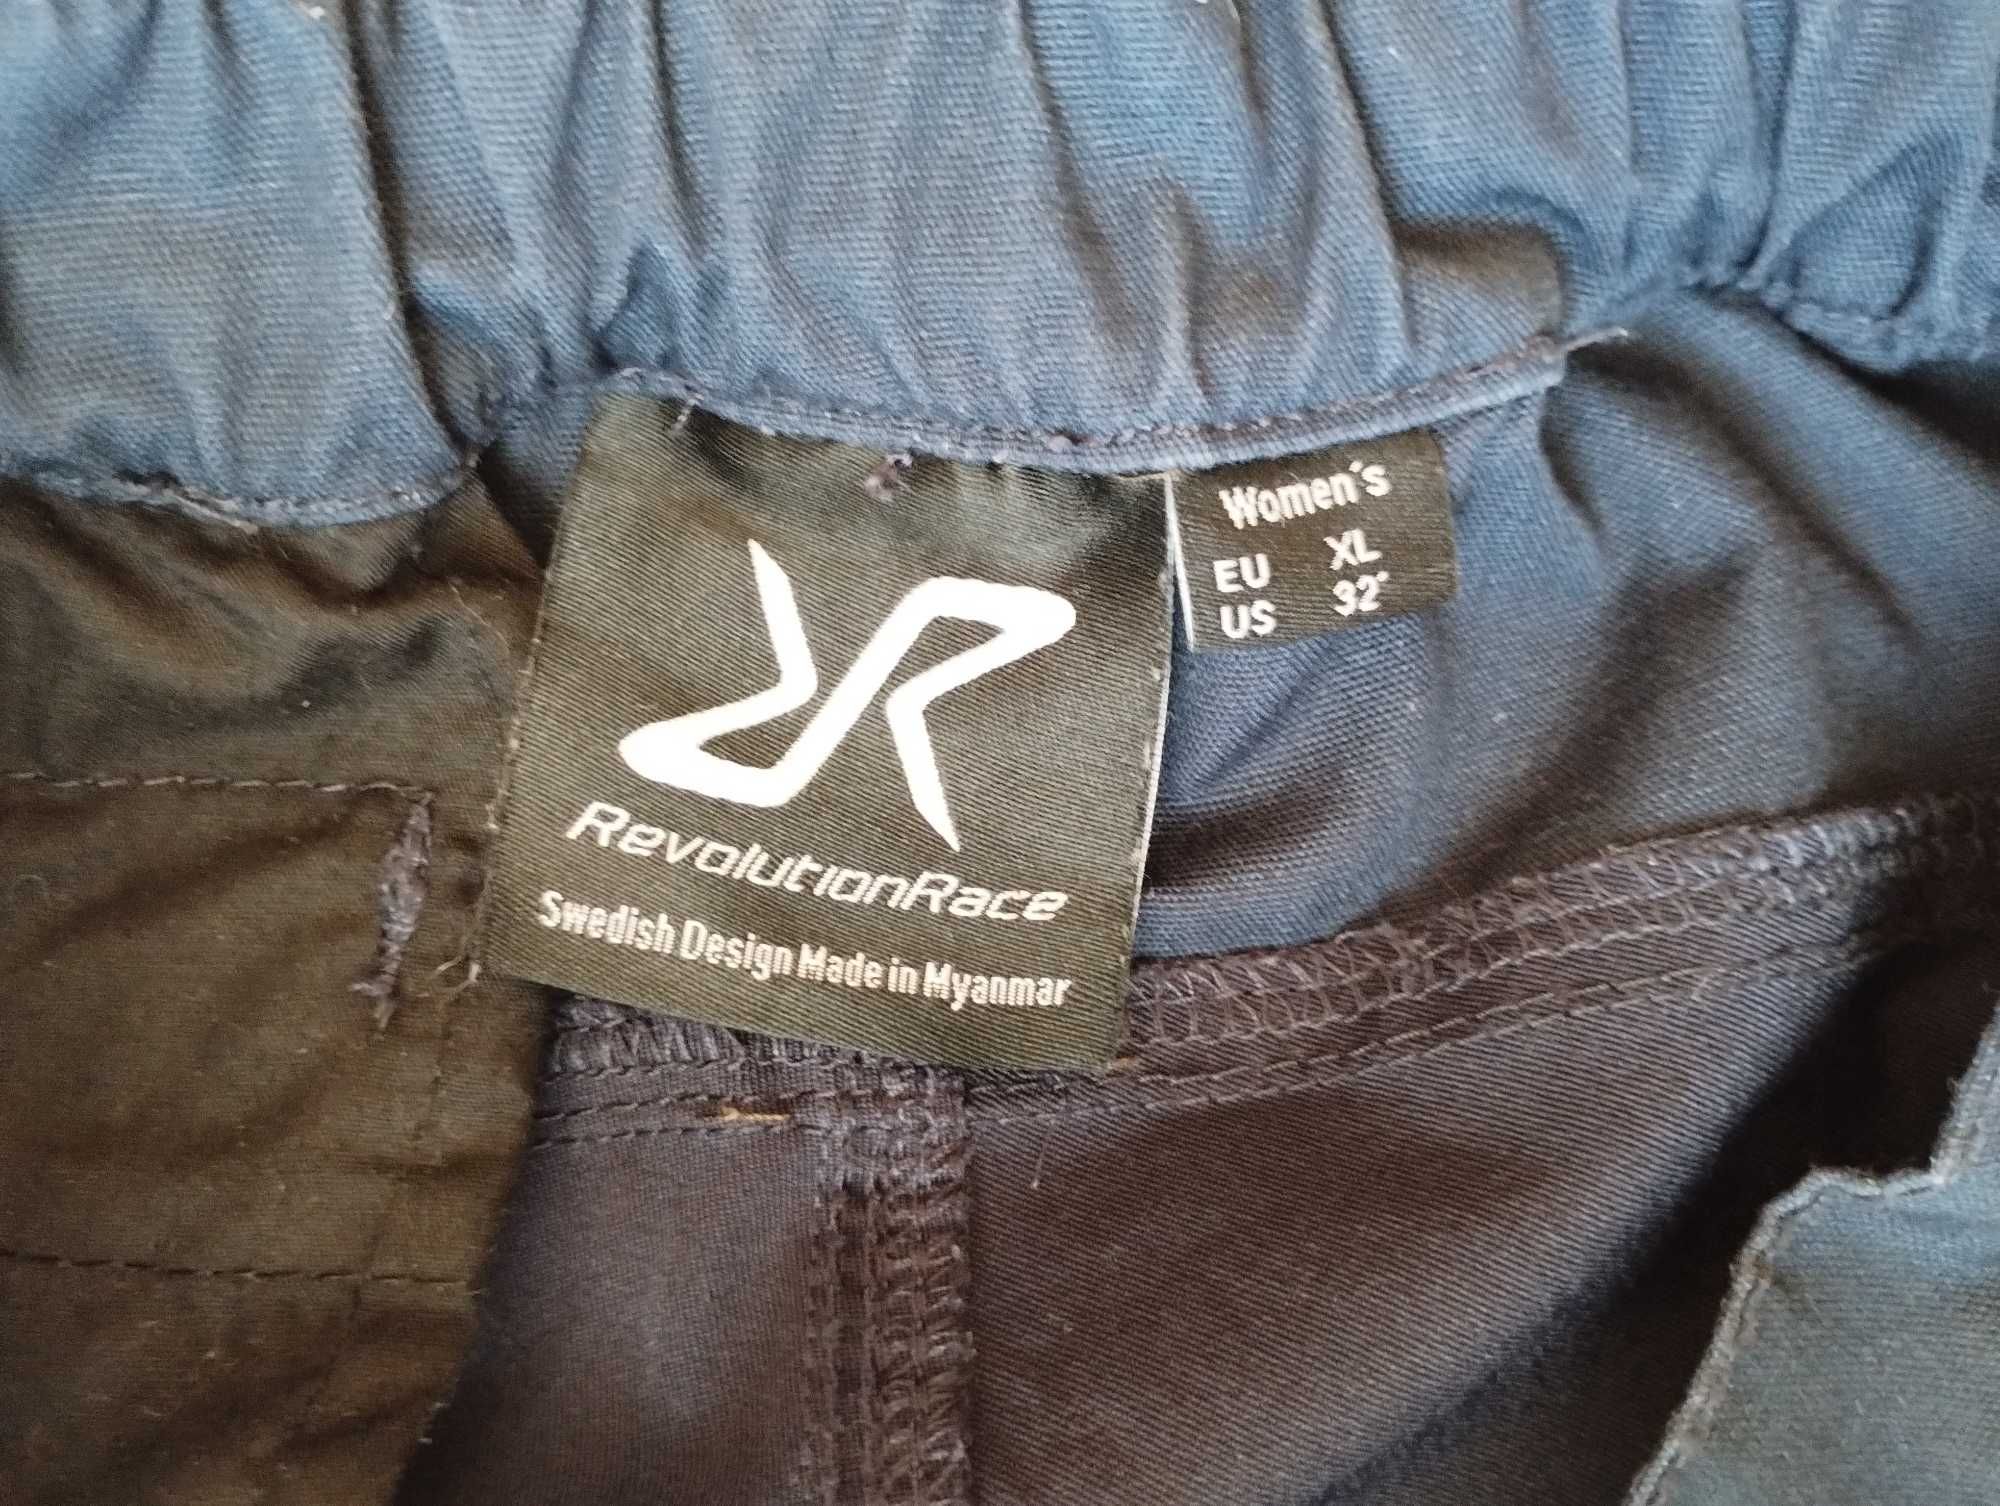 RevolutionRace
Swedish Design Made in Myanmar
Women´s
EU XL
US 32"